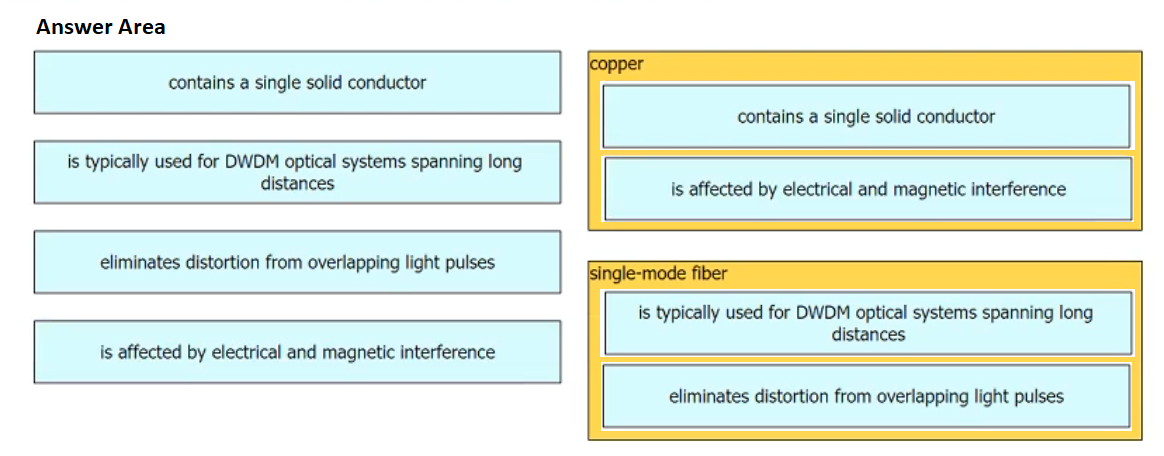 Answer Area
contains a single solid conductor
is typically used for DWDM optical systems spanning long
distances
eliminates distortion from overlapping light pulses
is affected by electrical and magnetic interference
copper
contains a single solid conductor
is affected by electrical and magnetic interference
single-mode fiber
is typically used for DWDM optical systems spanning long
distances
eliminates distortion from overlapping light pulses